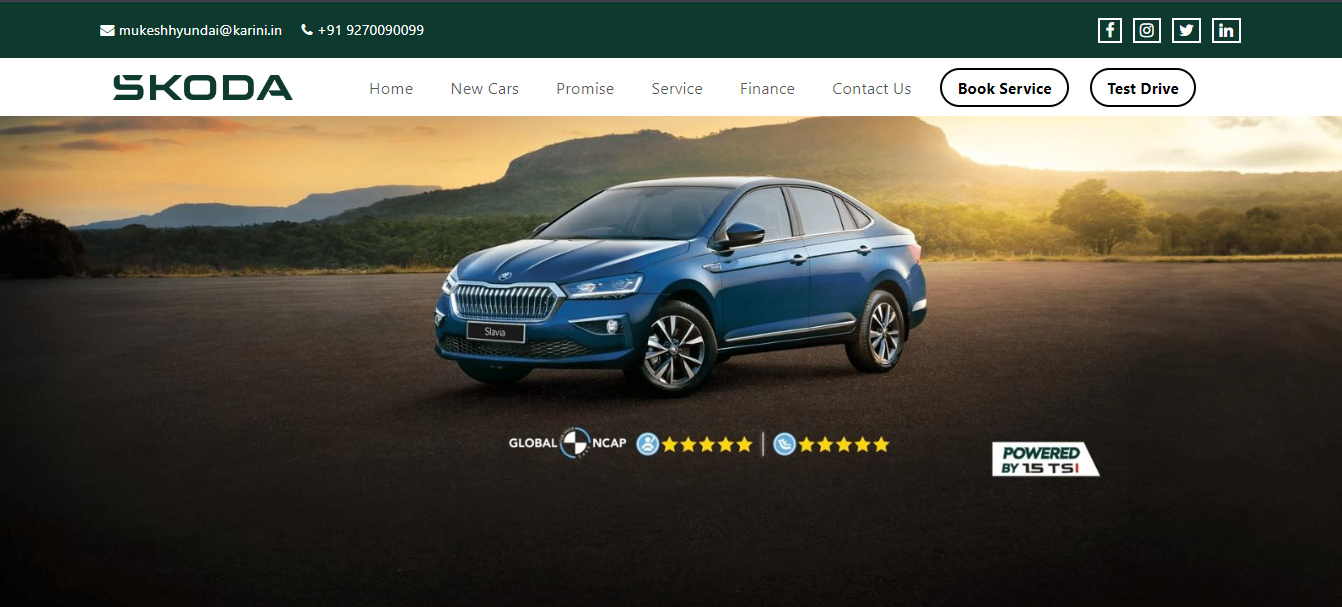 mukeshhyundai@karini.in +91 9270090099
SKODA Home New Cars Promise Service Finance Contact Us Book Service Test Drive
Slavia
GLOBAL NCAP
POWERED
BY 1.5 TSI